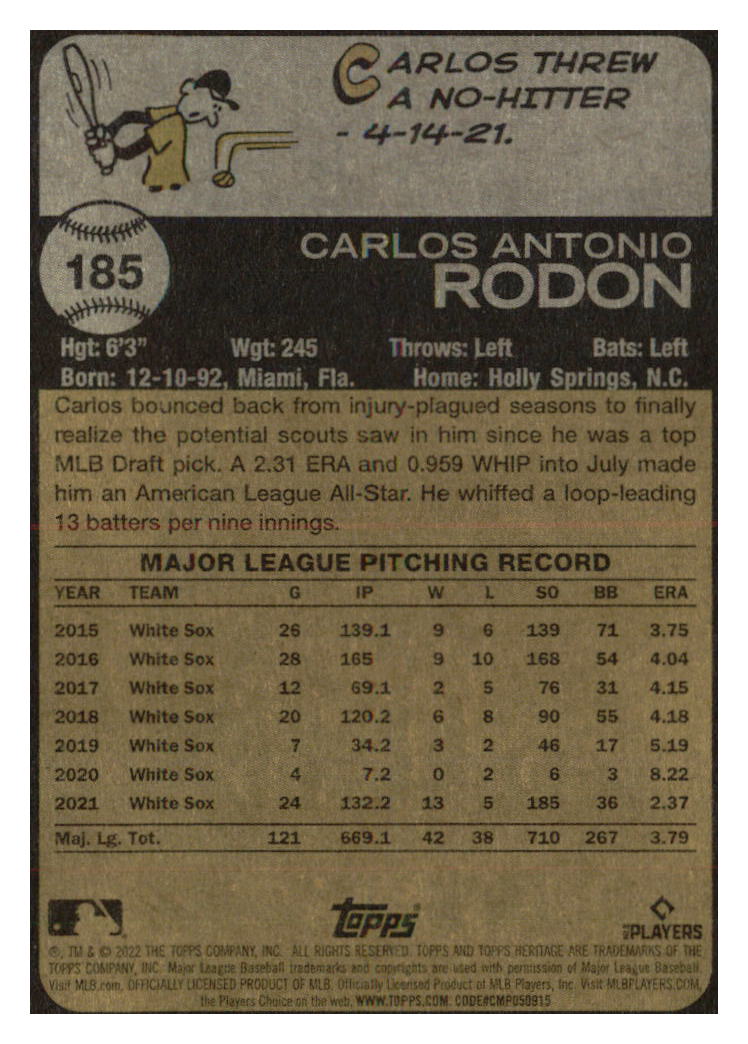 CARLOS THREW
A NO-HITTER
- 4-14-21.
185
CARLOS ANTONIO
RODON
Hgt: 6'3" Wgt: 245 Throws: Left Bats: Left
Born: 12-10-92, Miami, Fla. Home: Holly Springs, N.C.
Carlos bounced back from injury-plagued seasons to finally
realize the potential scouts saw in him since he was a top
MLB Draft pick. A 2.31 ERA and 0.959 WHIP into July made
him an American League All-Star. He whiffed a loop-leading
13 batters per nine innings.
MAJOR LEAGUE PITCHING RECORD
YEAR TEAM G IP W L SO BB ERA
2015 White Sox 26 139.1 9 6 139 71 3.75
2016 White Sox 28 165 9 10 168 54 4.04
2017 White Sox 12 69.1 2 5 76 31 4.15
2018 White Sox 20 120.2 6 8 90 55 4.18
2019 White Sox 7 34.2 3 2 46 17 5.19
2020 White Sox 4 7.2 0 2 6 3 8.22
2021 White Sox 24 132.2 13 5 185 36 2.37
Maj. Lg. Tot. 121 669.1 42 38 710 267 3.79
topps
MLB PLAYERS
®, TM & © 2022 THE TOPPS COMPANY, INC. ALL RIGHTS RESERVED. TOPPS AND TOPPS HERITAGE ARE TRADEMARKS OF THE
TOPPS COMPANY, INC. Major League Baseball trademarks and copyrights are used with permission of Major League Baseball.
Visit MLB.com. OFFICIALLY LICENSED PRODUCT OF MLB. Officially Licensed Product of MLB Players, Inc. Visit MLBPLAYERS.COM,
the Players Choice on the web. WWW.TOPPS.COM. CODE#CMP050915